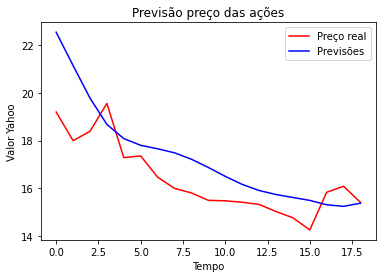 Previsão preço das ações
Preço real
Previsões
Valor Yahoo
22
20
18
16
14
0.0 2.5 5.0 7.5 10.0 12.5 15.0 17.5
Tempo